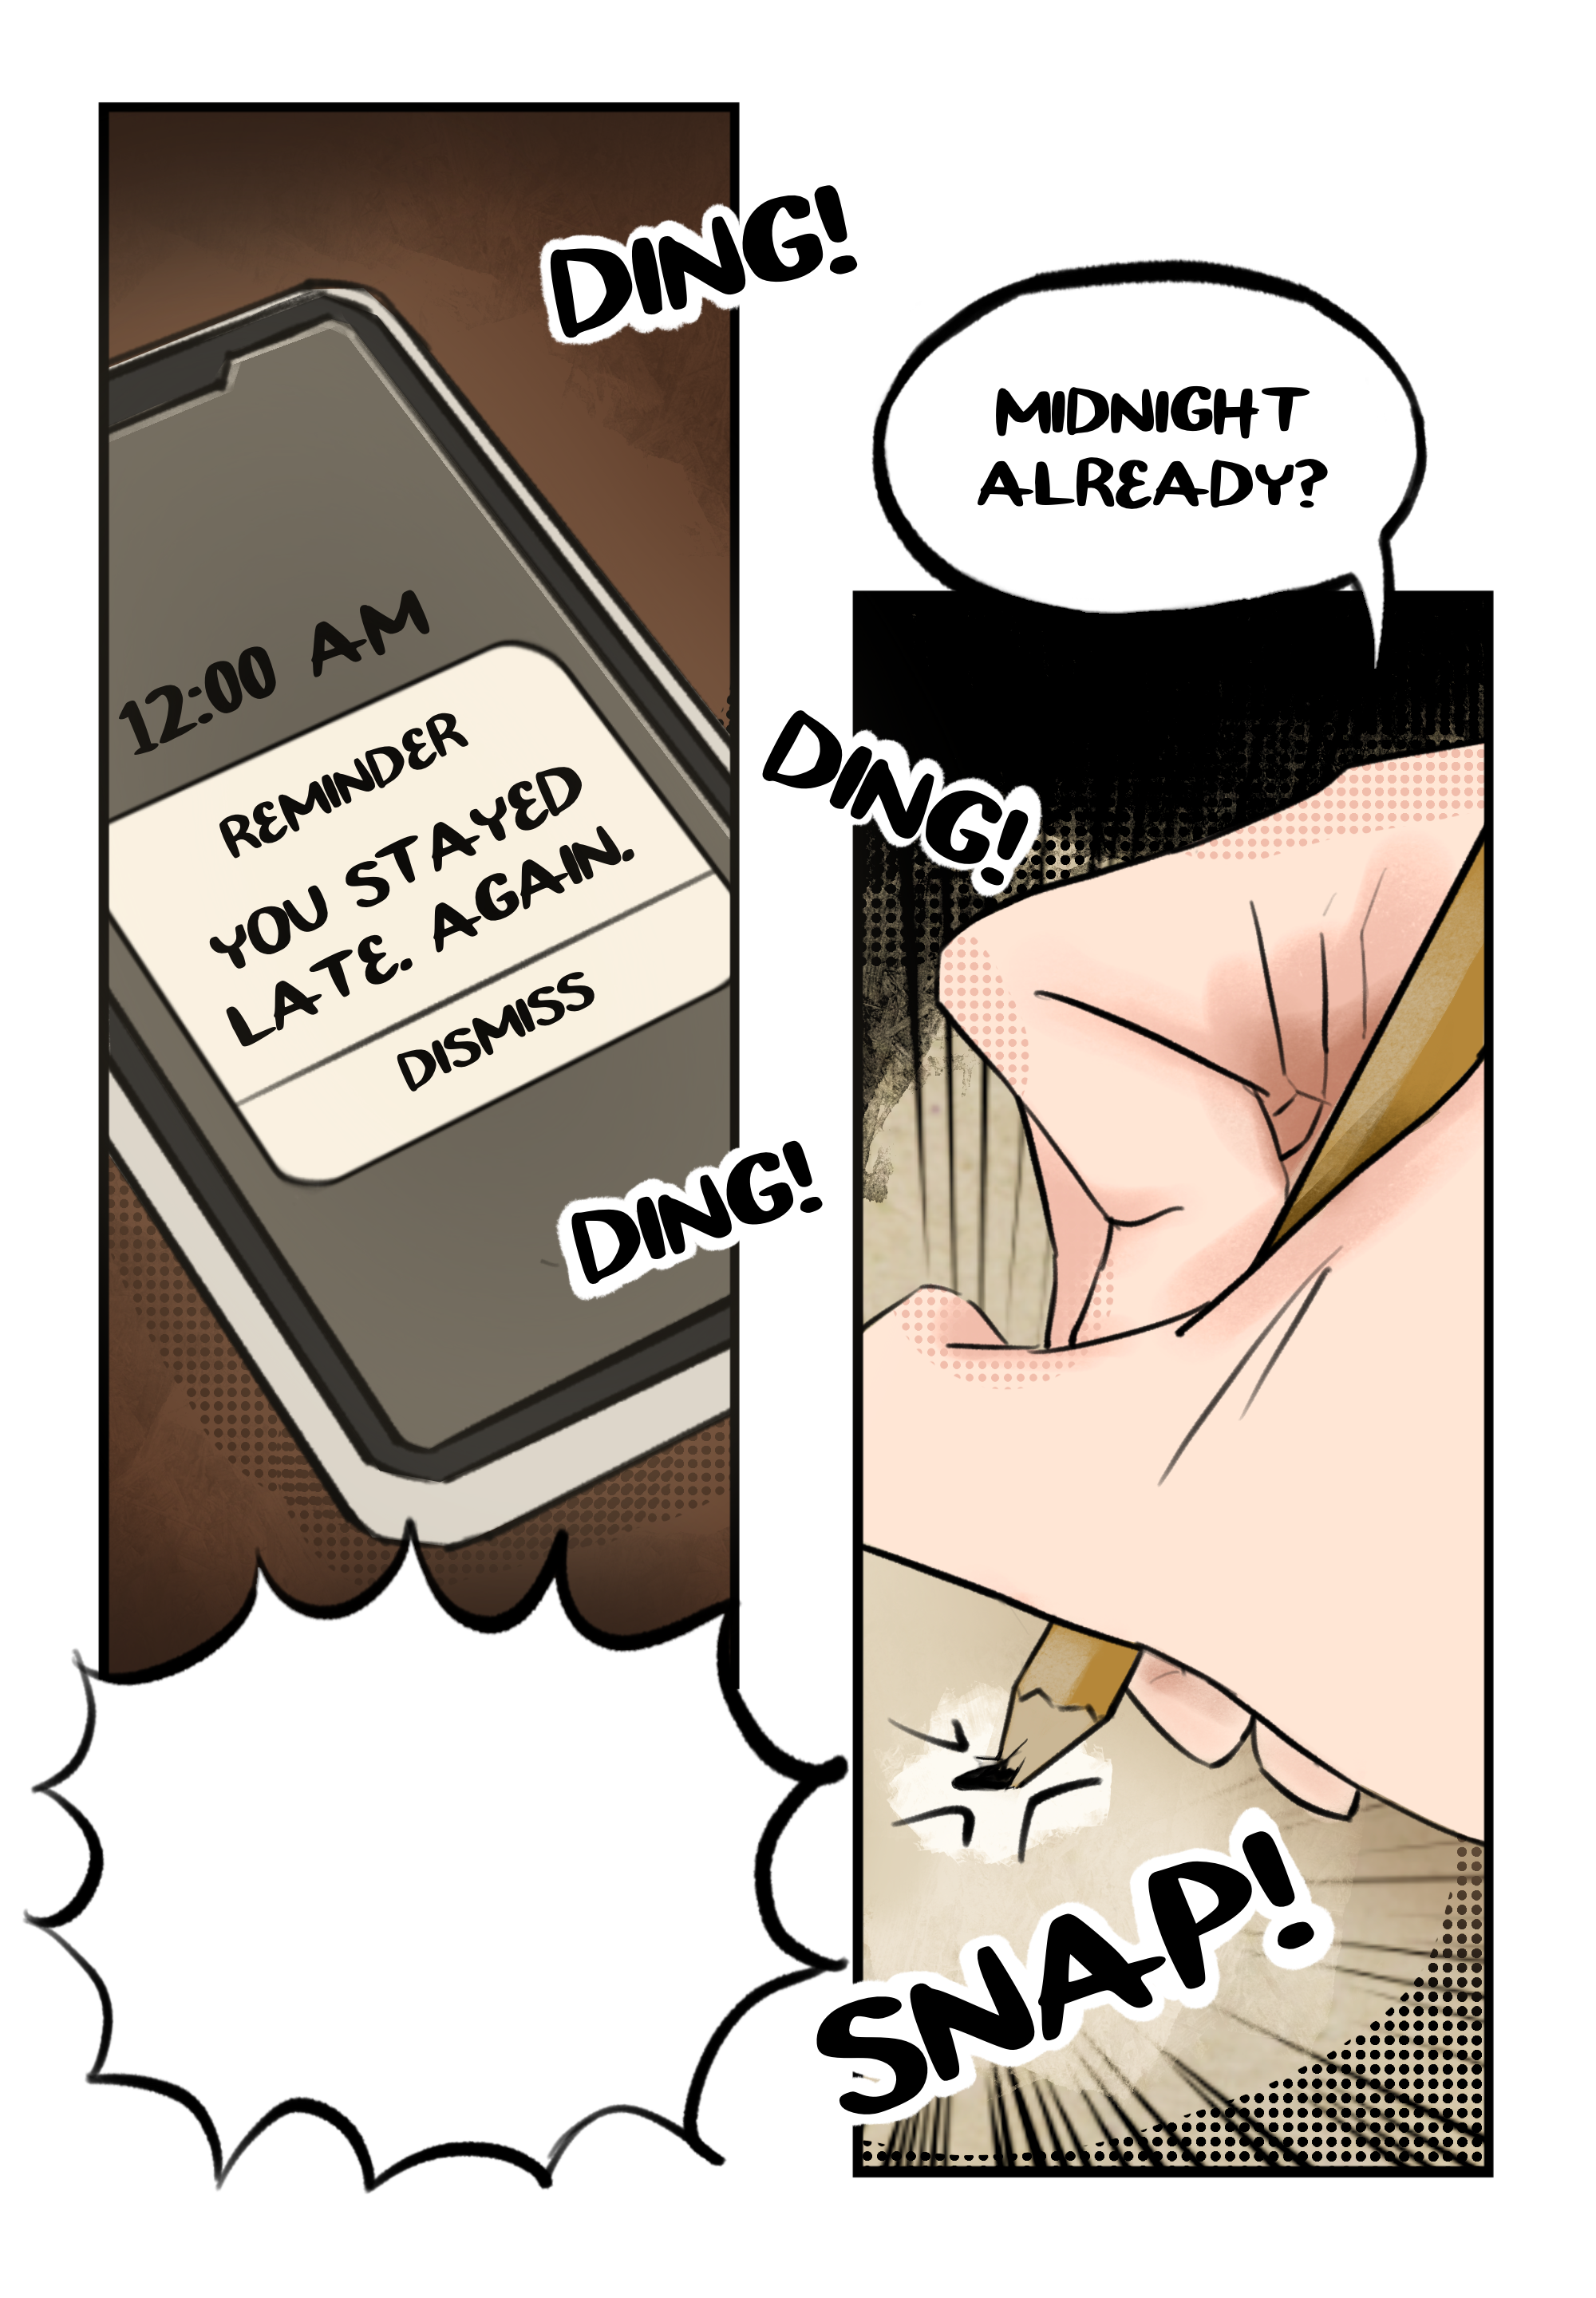 DING!
12:00 AM
REMINDER
YOU STAYED
LATE. AGAIN.
DISMISS
DING!
MIDNIGHT
ALREADY?
DING!
SNAP!